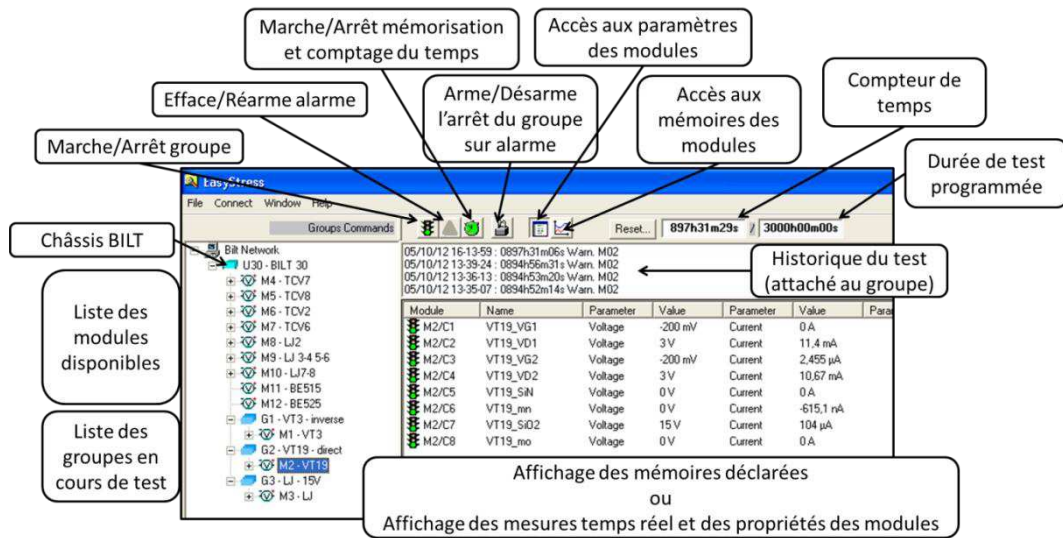 Marche/Arrêt mémorisation
et comptage du temps
Accès aux paramètres
des modules
Compteur de
temps
Efface/Réarme alarme
Arme/Désarme
l'arrêt du groupe
sur alarme
Accès aux
mémoires des
modules
Marche/Arrêt groupe
Durée de test
programmée
EasyStress
File Connect Window Help
Groups Commands
Reset... 897h31m29s / 3000h00m00s
Châssis BILT
Liste des
modules
disponibles
Liste des
groupes en
cours de test
Bilt Network
U30 - BILT 30
M4 - TCV7
M5 - TCV8
M6 - TCV2
M7 - TCV6
M8 - LJ2
M9 - LJ 3-4 5-6
M10 - LJ7-8
M11 - BE515
M12 - BE525
G1 - VT3 - inverse
M1 - VT3
G2 - VT19 - direct
M2 - VT19
G3 - LJ - 15V
M3 - LJ
05/10/12 16-13-59 : 0897h31m06s Warn. M02
05/10/12 13-39-24 : 0894h56m31s Warn. M02
05/10/12 13-36-13 : 0894h53m20s Warn. M02
05/10/12 13-35-07 : 0894h52m14s Warn. M02
Historique du test
(attaché au groupe)
Module Name Parameter Value Parameter Value Para
M2/C1 VT19_VG1 Voltage -200 mV Current 0 A
M2/C2 VT19_VD1 Voltage 3 V Current 11,4 mA
M2/C3 VT19_VG2 Voltage -200 mV Current 2,455 µA
M2/C4 VT19_VD2 Voltage 3 V Current 10,67 mA
M2/C5 VT19_SiN Voltage 0 V Current 0 A
M2/C6 VT19_mn Voltage 0 V Current -615,1 nA
M2/C7 VT19_SiO2 Voltage 15 V Current 104 µA
M2/C8 VT19_mo Voltage 0 V Current 0 A
Affichage des mémoires déclarées
ou
Affichage des mesures temps réel et des propriétés des modules